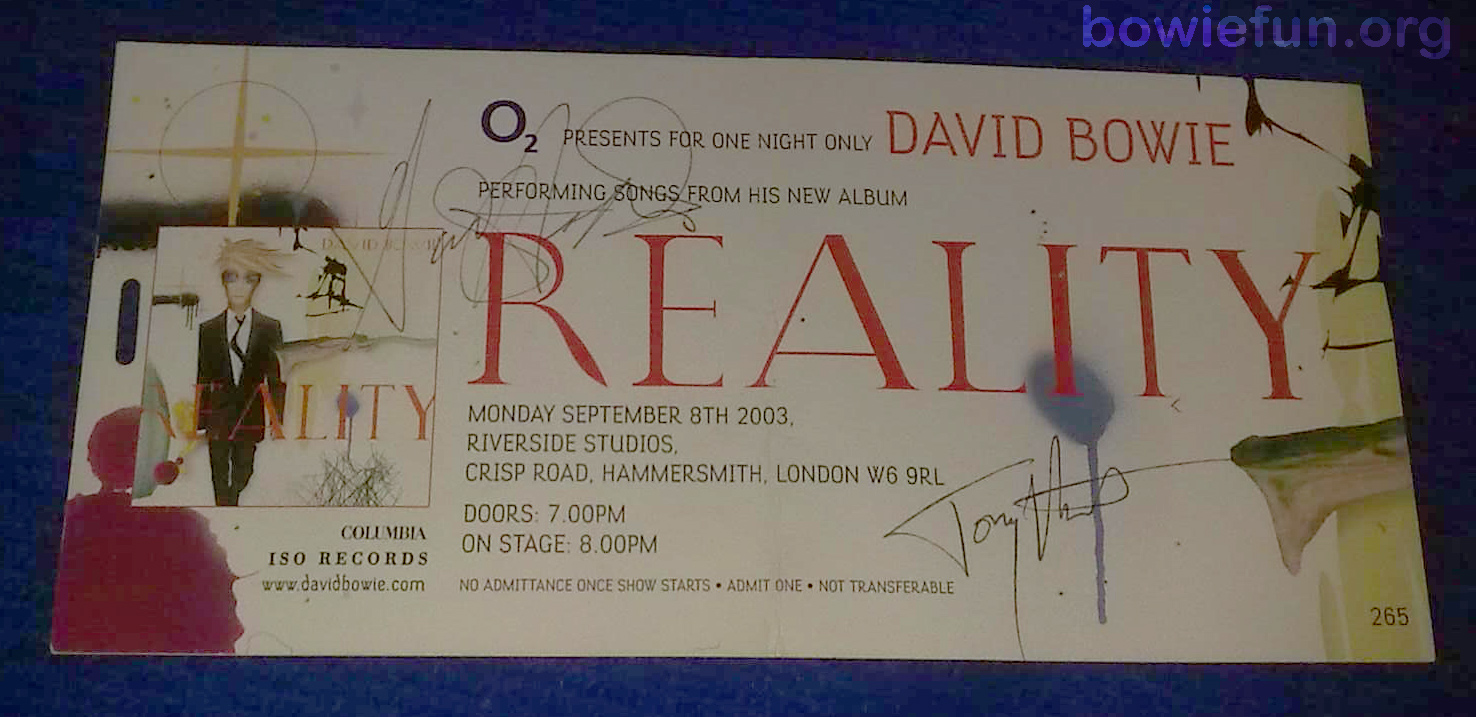 bowiefun.org
O2 PRESENTS FOR ONE NIGHT ONLY DAVID BOWIE
PERFORMING SONGS FROM HIS NEW ALBUM
REALITY
DAVID BOWIE
REALITY
MONDAY SEPTEMBER 8TH 2003,
RIVERSIDE STUDIOS,
CRISP ROAD, HAMMERSMITH, LONDON W6 9RL
DOORS: 7.00PM
ON STAGE: 8.00PM
NO ADMITTANCE ONCE SHOW STARTS • ADMIT ONE • NOT TRANSFERABLE
COLUMBIA
ISO RECORDS
www.davidbowie.com
Tony
265